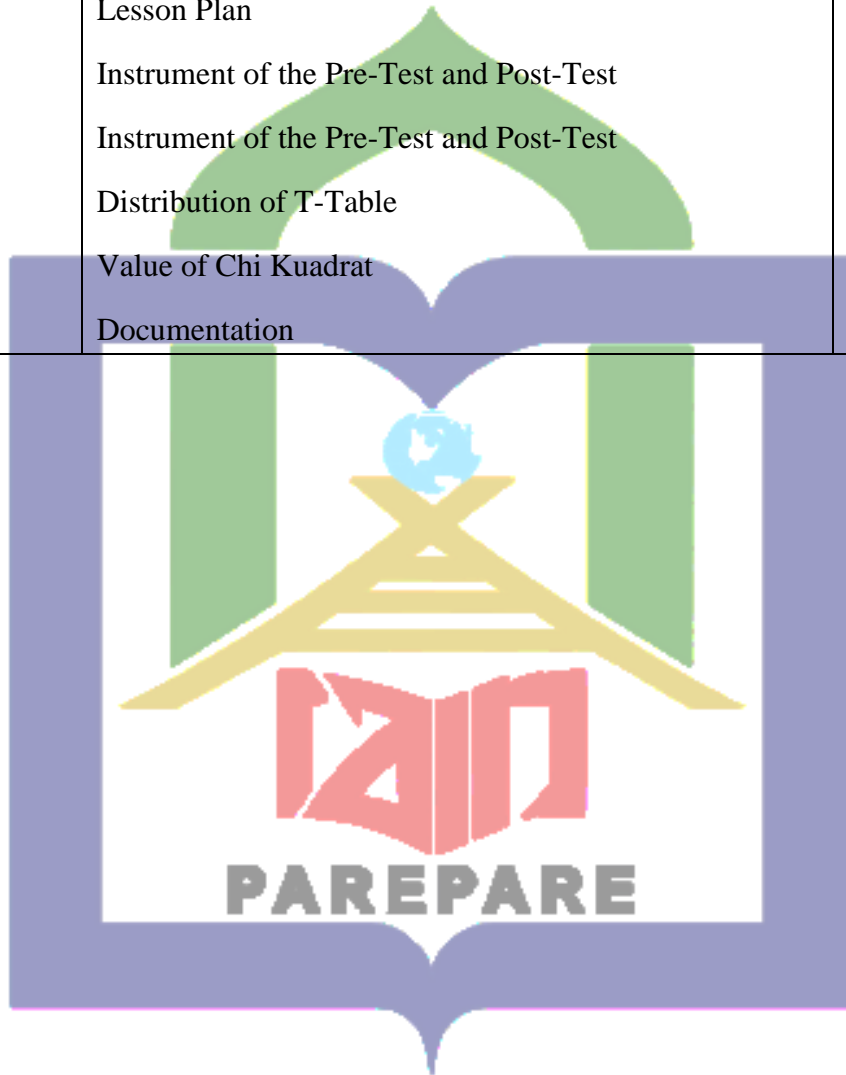 Lesson Plan
Instrument of the Pre-Test and Post-Test
Instrument of the Pre-Test and Post-Test
Distribution of T-Table
Value of Chi Kuadrat
Documentation
iain
PAREPARE